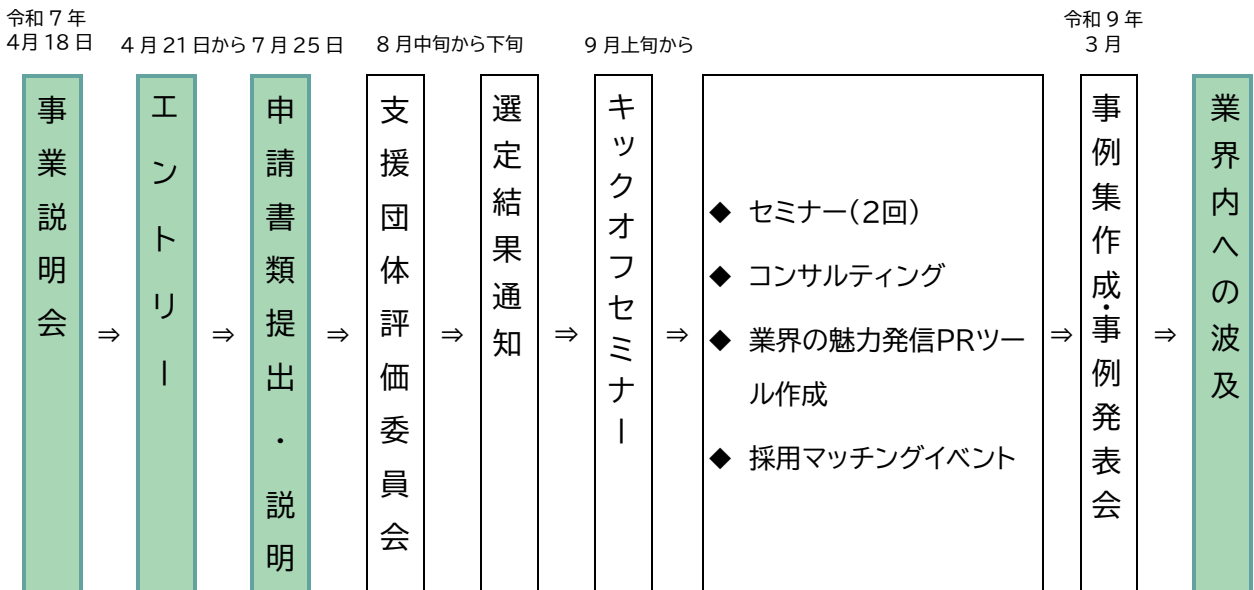 令和7年
4月18日
4月21日から7月25日
8月中旬から下旬
9月上旬から
令和9年
3月
事業説明会
⇒
エントリー
⇒
申請書類提出・説明
⇒
支援団体評価委員会
⇒
選定結果通知
⇒
キックオフセミナー
⇒
◆ セミナー(2回)
◆ コンサルティング
◆ 業界の魅力発信PRツー
ル作成
◆ 採用マッチングイベント
⇒
事例集作成・事例発表会
⇒
業界内への波及